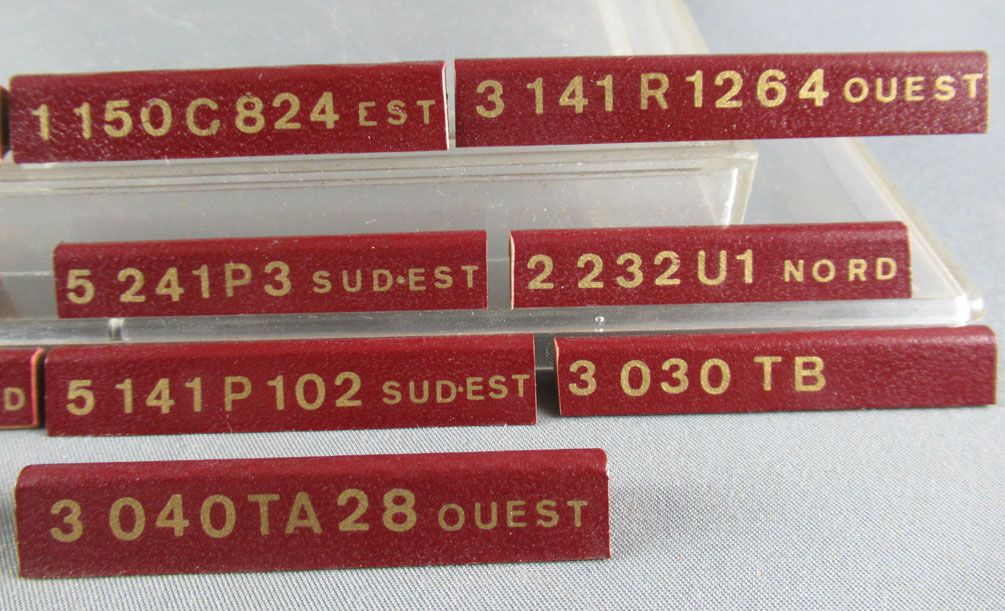 1 150 C 824 EST
3 141 R 1264 OUEST
5 241 P 3 SUD·EST
2 232 U1 NORD
D
5 141 P 102 SUD·EST
3 030 TB
3 040 TA 28 OUEST